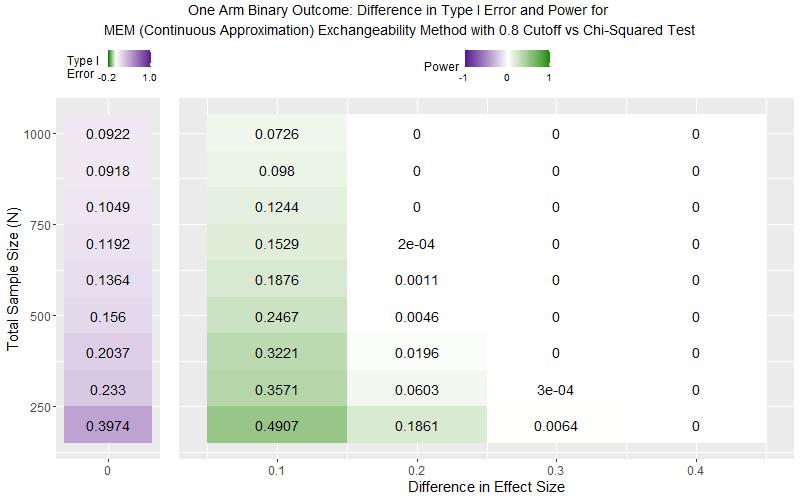 One Arm Binary Outcome: Difference in Type I Error and Power for
MEM (Continuous Approximation) Exchangeability Method with 0.8 Cutoff vs Chi-Squared Test
Type I
Error
-0.2 1.0
Power
-1 0 1
Total Sample Size (N)
1000 0.0922 0.0726 0 0 0
0.0918 0.098 0 0 0
0.1049 0.1244 0 0 0
750 0.1192 0.1529 2e-04 0 0
0.1364 0.1876 0.0011 0 0
500 0.156 0.2467 0.0046 0 0
0.2037 0.3221 0.0196 0 0
250 0.233 0.3571 0.0603 3e-04 0
0.3974 0.4907 0.1861 0.0064 0
0 0.1 0.2 0.3 0.4
Difference in Effect Size